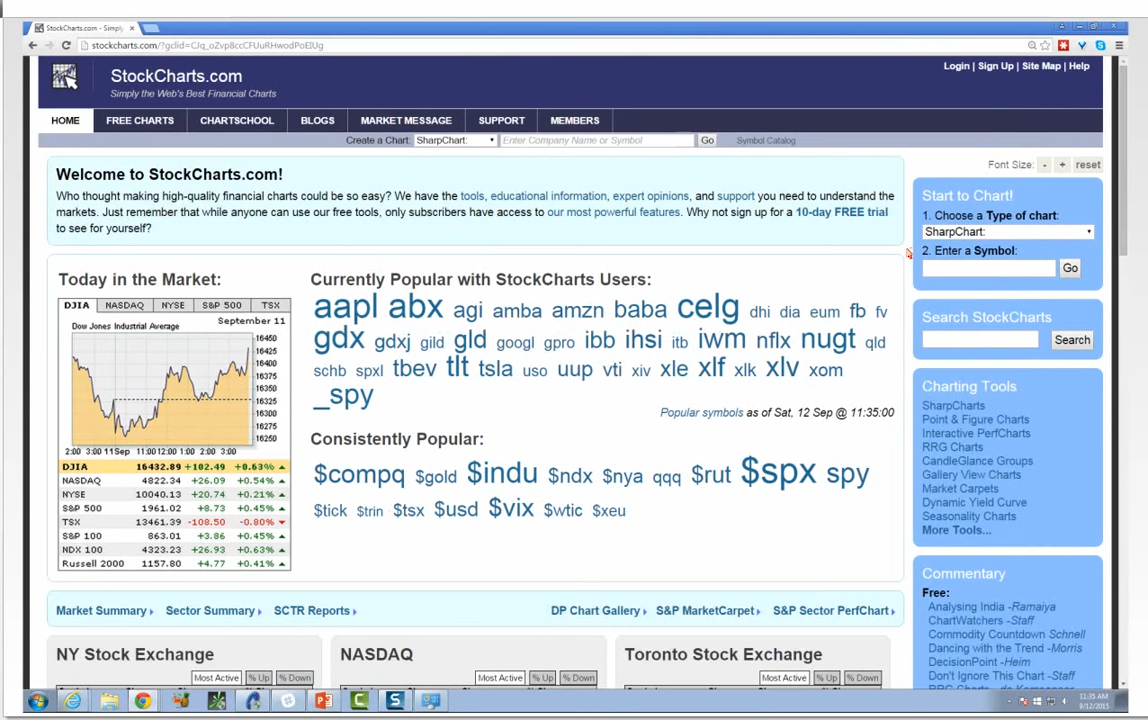 StockCharts.com - Simply
stockcharts.com/?gclid=CJq_oZvp8ccCFUuRHwodPoEIUg
StockCharts.com
Simply the Web's Best Financial Charts
Login | Sign Up | Site Map | Help
HOME FREE CHARTS CHARTSCHOOL BLOGS MARKET MESSAGE SUPPORT MEMBERS
Create a Chart: SharpChart: Enter Company Name or Symbol Go Symbol Catalog
Font Size: - + reset
Welcome to StockCharts.com!
Who thought making high-quality financial charts could be so easy? We have the tools, educational information, expert opinions, and support you need to understand the
markets. Just remember that while anyone can use our free tools, only subscribers have access to our most powerful features. Why not sign up for a 10-day FREE trial
to see for yourself?
Start to Chart!
1. Choose a Type of chart:
SharpChart:
2. Enter a Symbol:
Go
Search StockCharts
Search
Today in the Market:
DJIA NASDAQ NYSE S&P 500 TSX
September 11
Dow Jones Industrial Average
16450
16425
16400
16375
16350
16325
16300
16275
16250
2:00 3:00 11Sep 11:00 12:00 1:00 2:00 3:00
DJIA 16432.89 +102.49 +0.63%
NASDAQ 4822.34 +26.09 +0.54%
NYSE 10040.13 +20.74 +0.21%
S&P 500 1961.02 +8.73 +0.45%
TSX 13461.39 -108.50 -0.80%
S&P 100 863.01 +3.86 +0.45%
NDX 100 4323.23 +26.93 +0.63%
Russell 2000 1157.80 +4.77 +0.41%
Currently Popular with StockCharts Users:
aapl abx agi amba amzn baba celg dhi dia eum fb fv
gdx gdxj gild gld googl gpro ibb ihsi itb iwm nflx nugt qld
schb spxl tbev tlt tsla uso uup vti xiv xle xlf xlk xlv xom
_spy
Popular symbols as of Sat, 12 Sep @ 11:35:00
Consistently Popular:
$compq $gold $indu $ndx $nya qqq $rut $spx spy
$tick $trin $tsx $usd $vix $wtic $xeu
Charting Tools
SharpCharts
Point & Figure Charts
Interactive PerfCharts
RRG Charts
CandleGlance Groups
Gallery View Charts
Market Carpets
Dynamic Yield Curve
Seasonality Charts
More Tools...
Market Summary Sector Summary SCTR Reports DP Chart Gallery S&P MarketCarpet S&P Sector PerfChart
NY Stock Exchange
Most Active % Up % Down
NASDAQ
Most Active % Up % Down
Toronto Stock Exchange
Most Active % Up % Down
Commentary
Free:
Analysing India -Ramaiya
ChartWatchers -Staff
Commodity Countdown Schnell
Dancing with the Trend -Morris
DecisionPoint -Heim
Don't Ignore This Chart -Staff
11:35 AM
9/12/2015